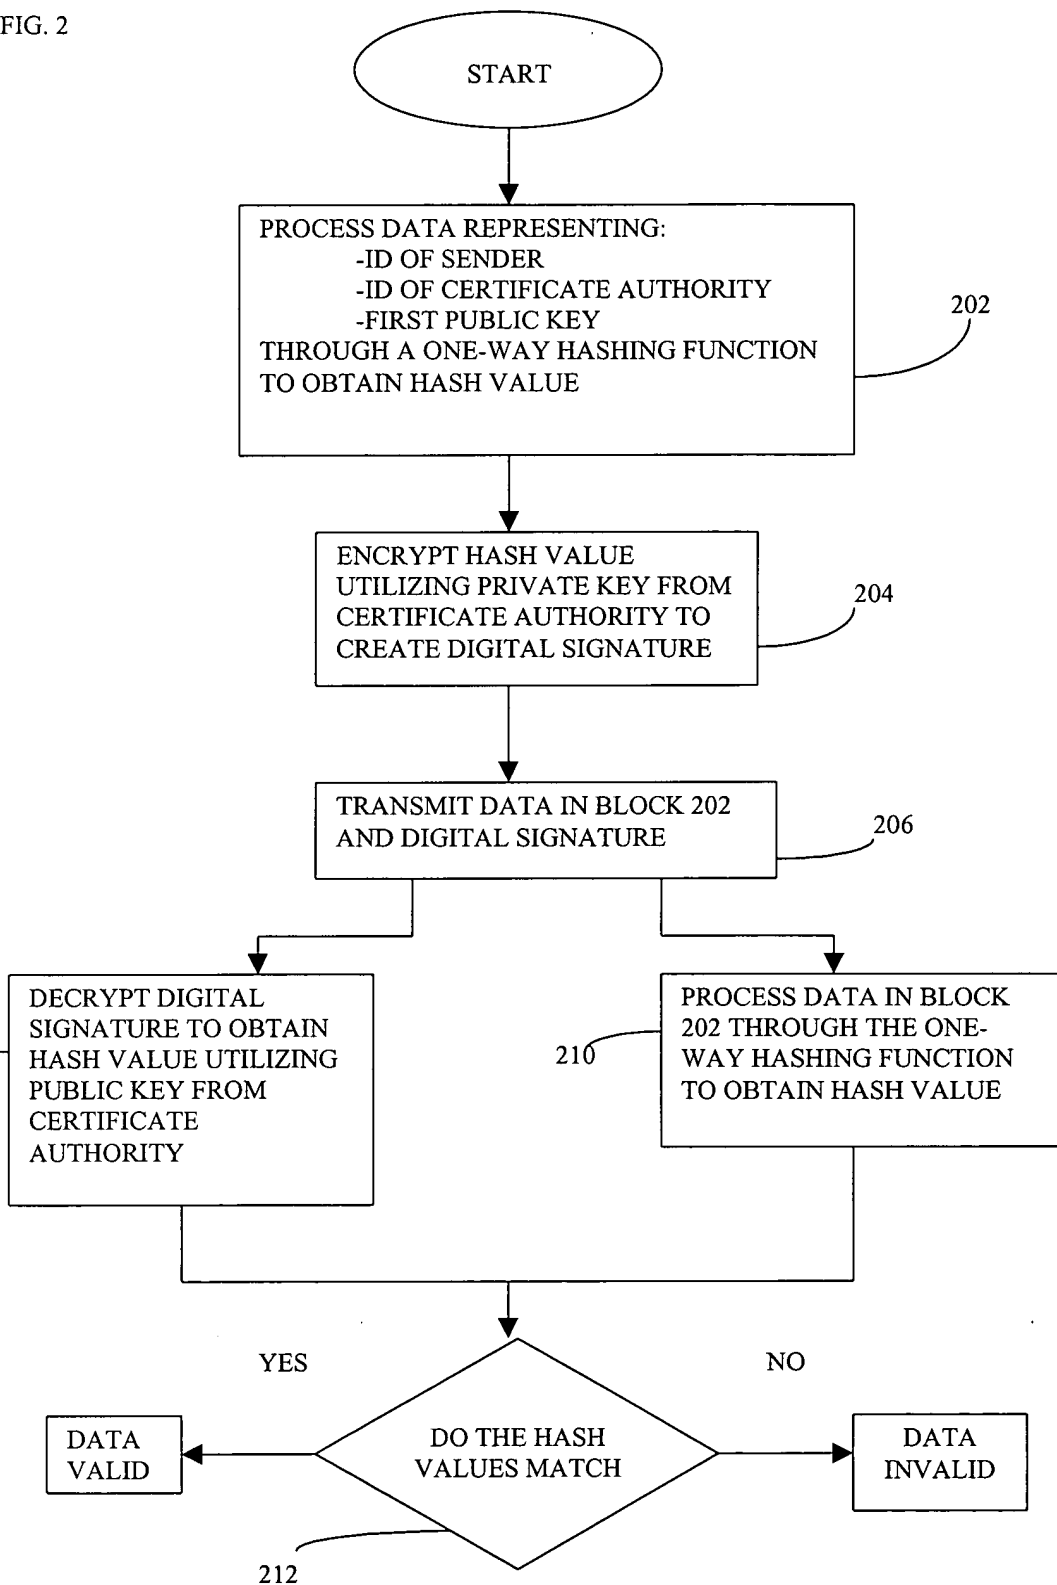 FIG. 2
START
PROCESS DATA REPRESENTING:
-ID OF SENDER
-ID OF CERTIFICATE AUTHORITY
-FIRST PUBLIC KEY
THROUGH A ONE-WAY HASHING FUNCTION
TO OBTAIN HASH VALUE
202
ENCRYPT HASH VALUE
UTILIZING PRIVATE KEY FROM
CERTIFICATE AUTHORITY TO
CREATE DIGITAL SIGNATURE
204
TRANSMIT DATA IN BLOCK 202
AND DIGITAL SIGNATURE
206
DECRYPT DIGITAL
SIGNATURE TO OBTAIN
HASH VALUE UTILIZING
PUBLIC KEY FROM
CERTIFICATE
AUTHORITY
210
PROCESS DATA IN BLOCK
202 THROUGH THE ONE-
WAY HASHING FUNCTION
TO OBTAIN HASH VALUE
YES
NO
DATA
VALID
DO THE HASH
VALUES MATCH
DATA
INVALID
212